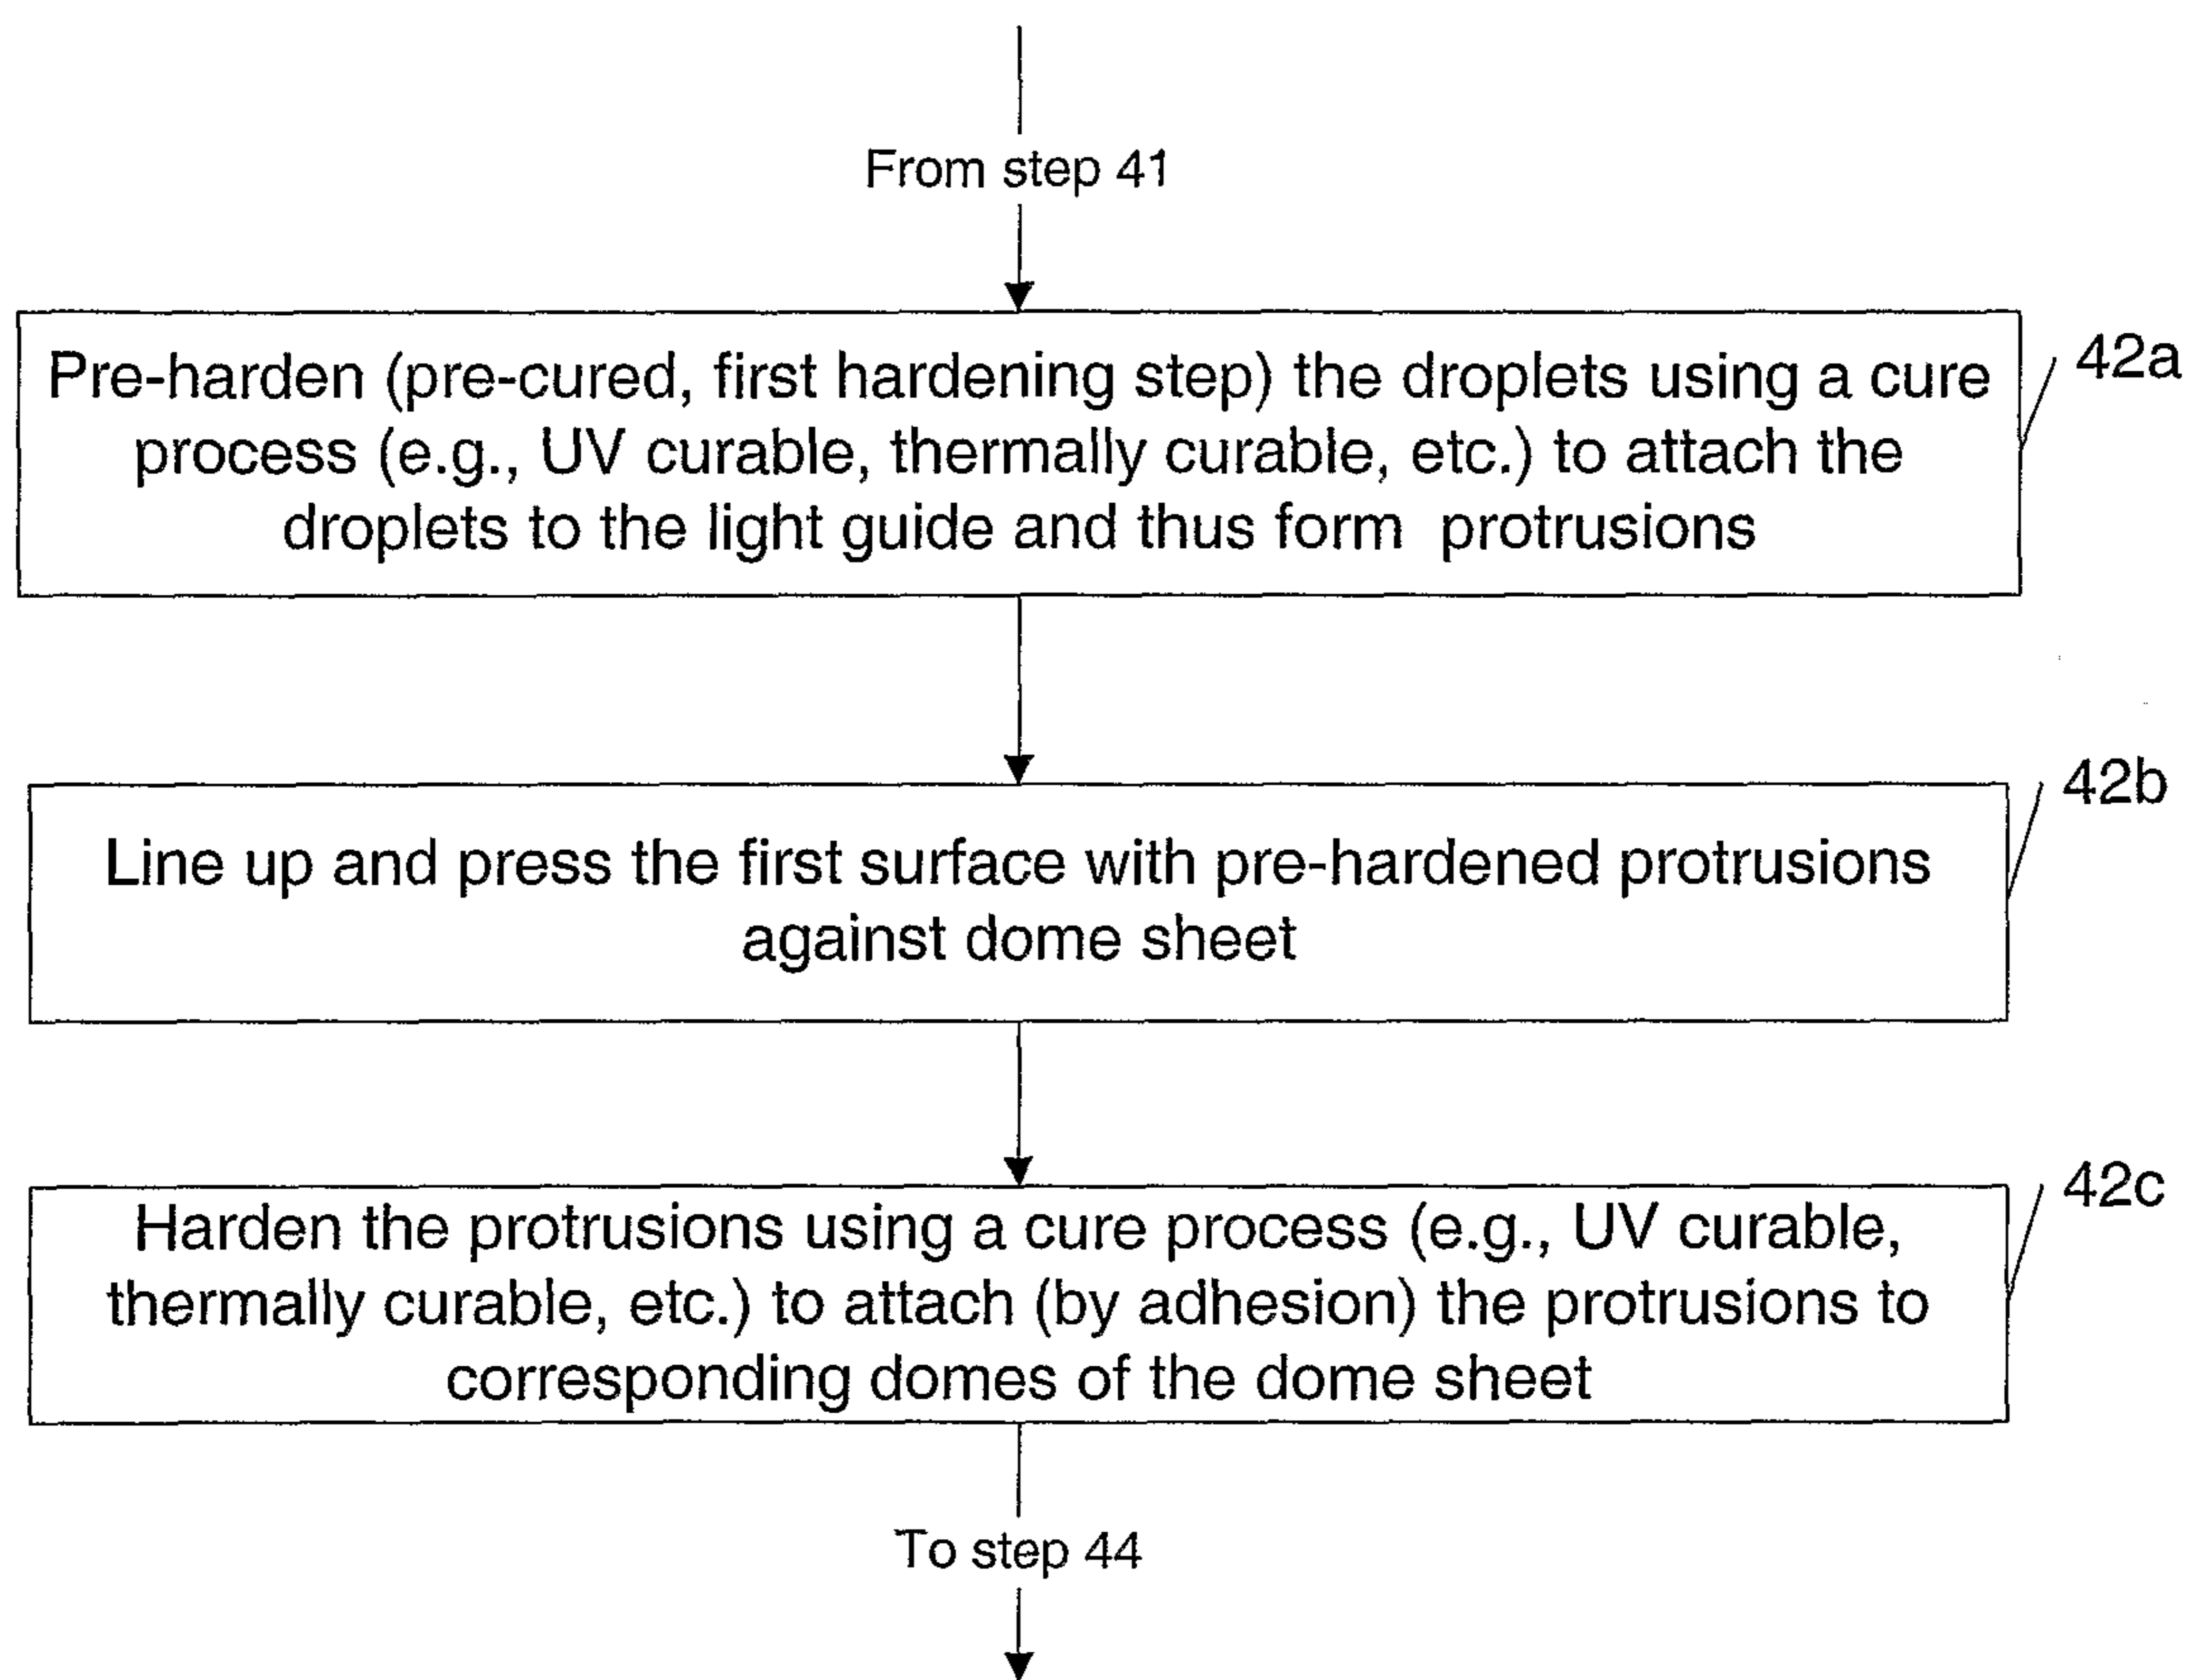 From step 41
Pre-harden (pre-cured, first hardening step) the droplets using a cure
process (e.g., UV curable, thermally curable, etc.) to attach the
droplets to the light guide and thus form protrusions
42a
Line up and press the first surface with pre-hardened protrusions
against dome sheet
42b
Harden the protrusions using a cure process (e.g., UV curable,
thermally curable, etc.) to attach (by adhesion) the protrusions to
corresponding domes of the dome sheet
42c
To step 44